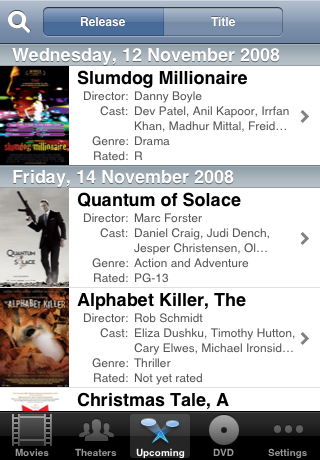 Release Title
Wednesday, 12 November 2008
slumdog millionaire
Slumdog Millionaire
Director: Danny Boyle
Cast: Dev Patel, Anil Kapoor, Irrfan
Khan, Madhur Mittal, Freid...
Genre: Drama
Rated: R
Friday, 14 November 2008
QUANTUM OF
SOLACE
Quantum of Solace
Director: Marc Forster
Cast: Daniel Craig, Judi Dench,
Jesper Christensen, Ol...
Genre: Action and Adventure
Rated: PG-13
ALPHABET KILLER
Alphabet Killer, The
Director: Rob Schmidt
Cast: Eliza Dushku, Timothy Hutton,
Cary Elwes, Michael Ironsid...
Genre: Thriller
Rated: Not yet rated
Christmas Tale, A
Movies Theaters Upcoming DVD Settings